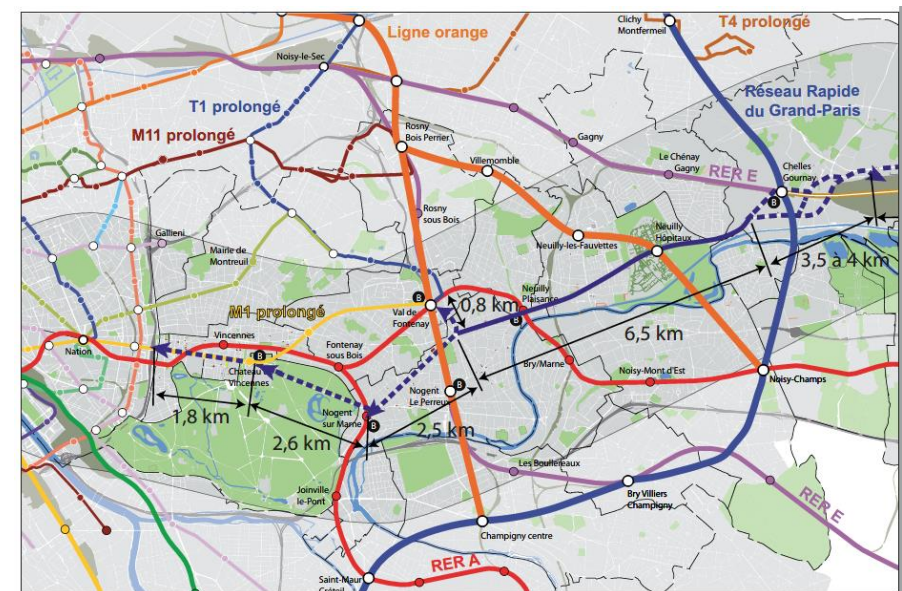 Clichy
Montfermeil
T4 prolongé
Ligne orange
Noisy-le-Sec
T1 prolongé
Réseau Rapide
du Grand-Paris
M11 prolongé
Rosny
Bois Perrier
Gagny
Villemomble
Le Chénay
Gagny
RER E
Chelles
Gournay
B
Rosny
sous Bois
Gallieni
Neuilly
Hôpitaux
Neuilly-les-Fauvettes
Mairie de
Montreuil
3,5 à 4 km
Neuilly
Plaisance
B
0,8 km
B
M1 prolongé
Val de
Fontenay
6,5 km
Vincennes
Nation
B
Fontenay
sous Bois
Chateau
Vincennes
Bry/Marne
Noisy-Mont d'Est
Noisy-Champs
Nogent
Le Perreux
B
1,8 km
Nogent
sur Marne
B
2,5 km
2,6 km
Les Boullereaux
Joinville
le-Pont
Bry Villiers
Champigny
RER E
Champigny centre
RER A
Saint-Maur
Créteil